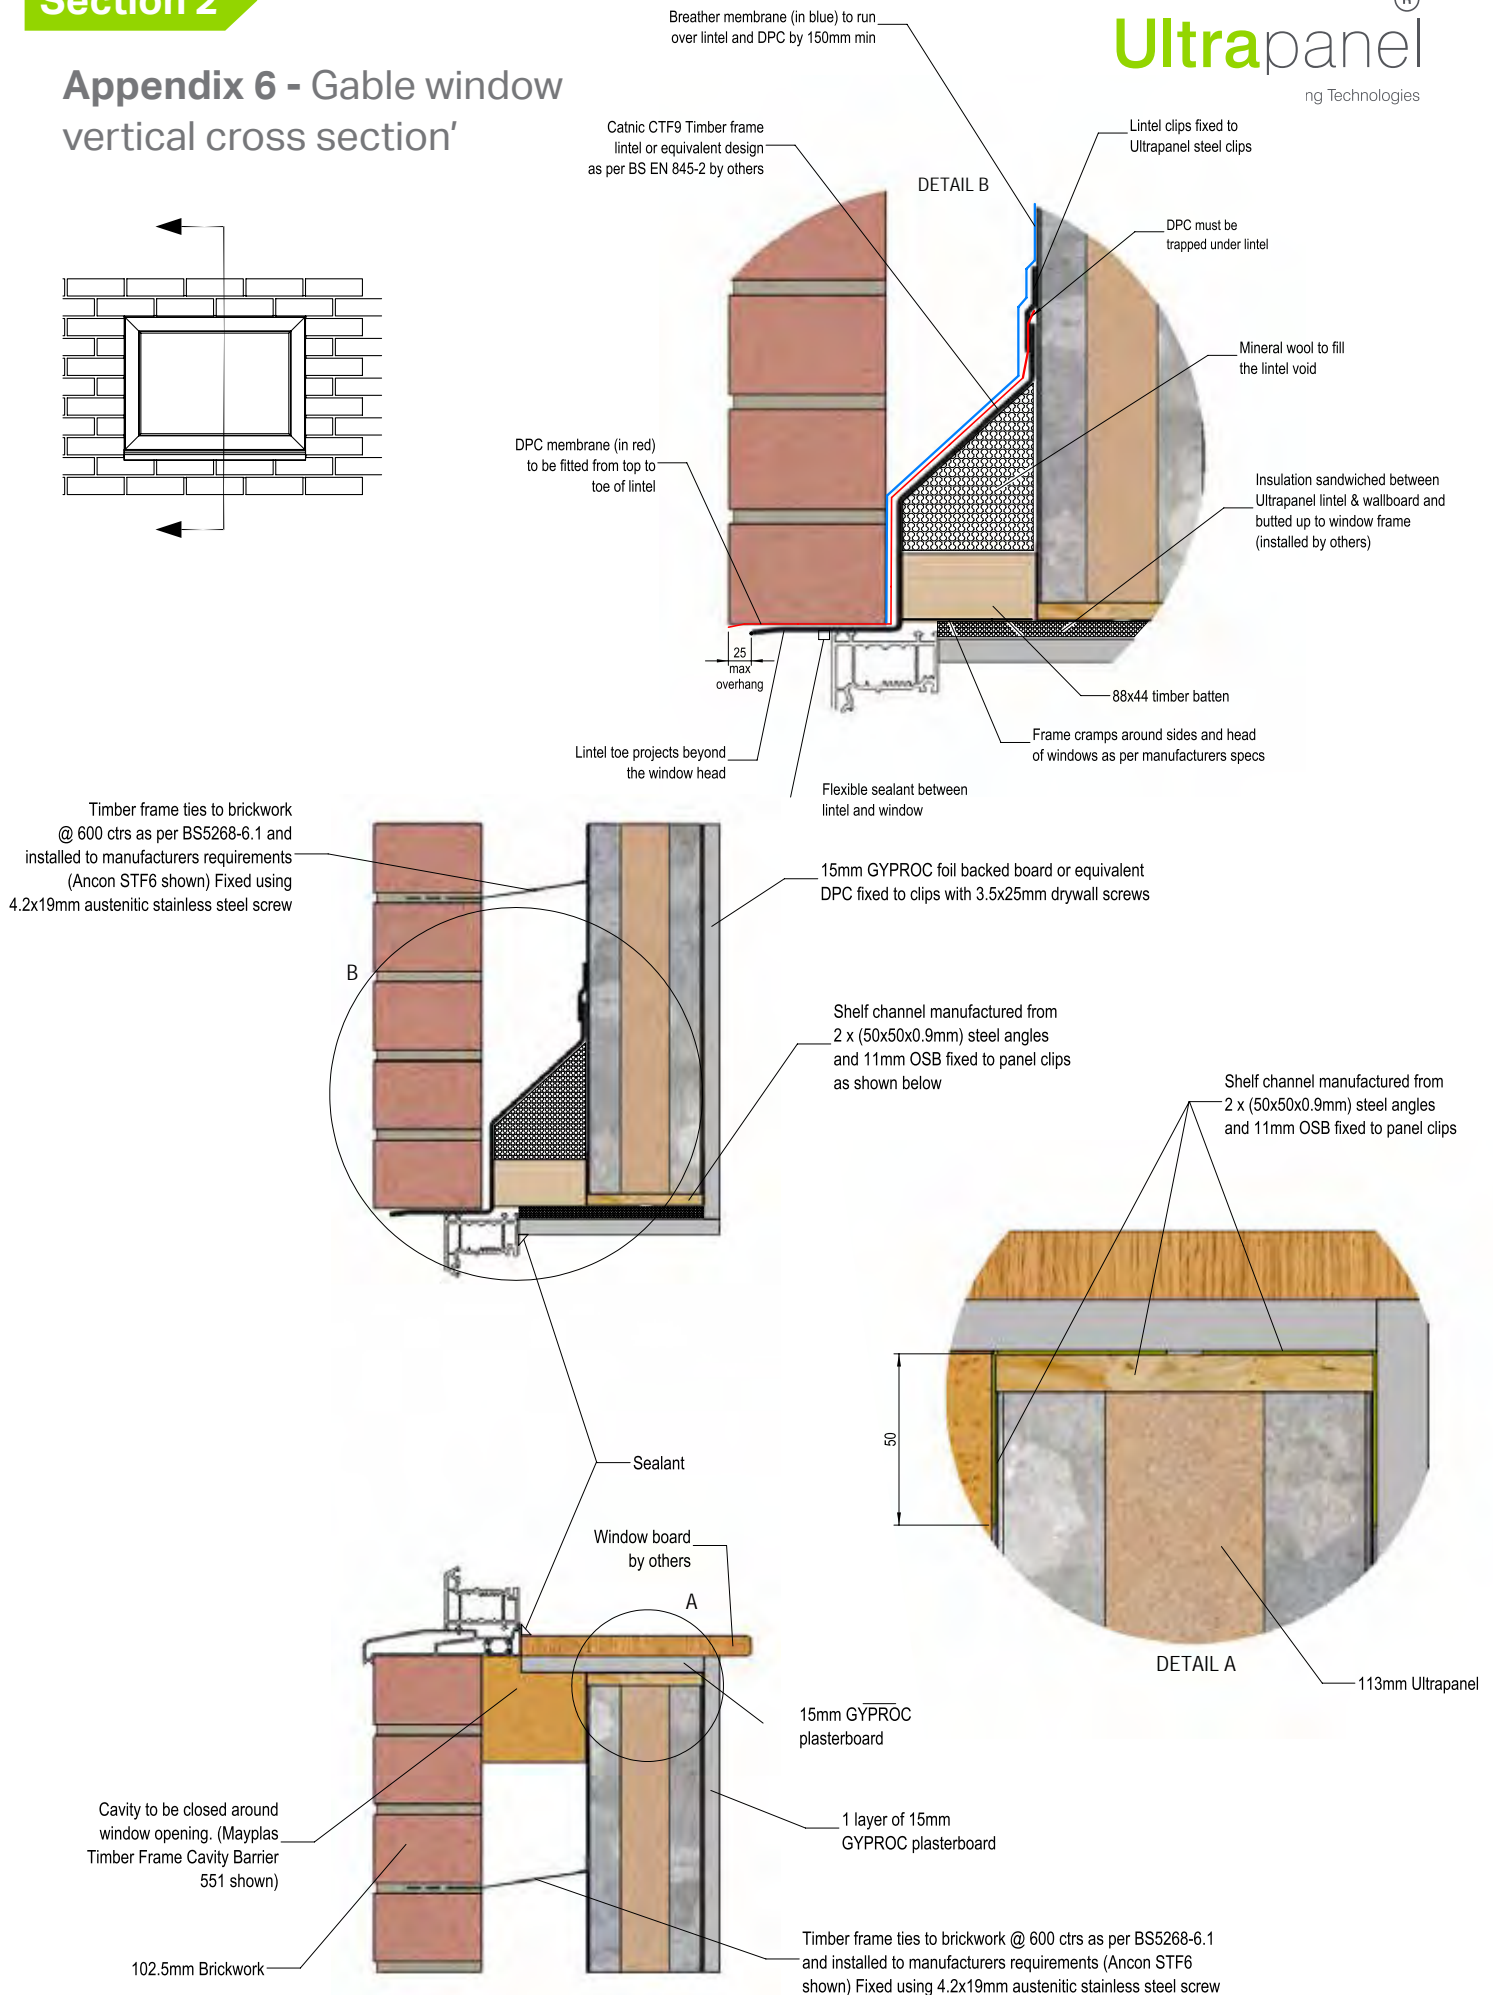 Section 2
Appendix 6 - Gable window
vertical cross section'
Ultrapanel
®
ng Technologies
Breather membrane (in blue) to run
over lintel and DPC by 150mm min
Catnic CTF9 Timber frame
lintel or equivalent design
as per BS EN 845-2 by others
DETAIL B
Lintel clips fixed to
Ultrapanel steel clips
DPC must be
trapped under lintel
Mineral wool to fill
the lintel void
DPC membrane (in red)
to be fitted from top to
toe of lintel
Insulation sandwiched between
Ultrapanel lintel & wallboard and
butted up to window frame
(installed by others)
25
max
overhang
88x44 timber batten
Frame cramps around sides and head
of windows as per manufacturers specs
Lintel toe projects beyond
the window head
Flexible sealant between
lintel and window
Timber frame ties to brickwork
@ 600 ctrs as per BS5268-6.1 and
installed to manufacturers requirements
(Ancon STF6 shown) Fixed using
4.2x19mm austenitic stainless steel screw
15mm GYPROC foil backed board or equivalent
DPC fixed to clips with 3.5x25mm drywall screws
B
Shelf channel manufactured from
2 x (50x50x0.9mm) steel angles
and 11mm OSB fixed to panel clips
as shown below
Shelf channel manufactured from
2 x (50x50x0.9mm) steel angles
and 11mm OSB fixed to panel clips
50
Sealant
Window board
by others
A
DETAIL A
113mm Ultrapanel
15mm GYPROC
plasterboard
Cavity to be closed around
window opening. (Mayplas
Timber Frame Cavity Barrier
551 shown)
1 layer of 15mm
GYPROC plasterboard
102.5mm Brickwork
Timber frame ties to brickwork @ 600 ctrs as per BS5268-6.1
and installed to manufacturers requirements (Ancon STF6
shown) Fixed using 4.2x19mm austenitic stainless steel screw